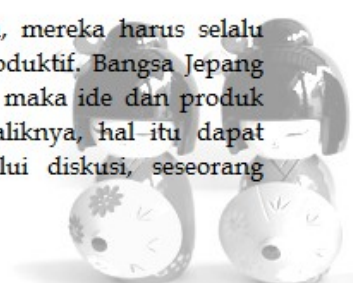 , mereka harus selalu
oduktif. Bangsa Jepang
maka ide dan produk
aliknya, hal itu dapat
lui diskusi, seseorang